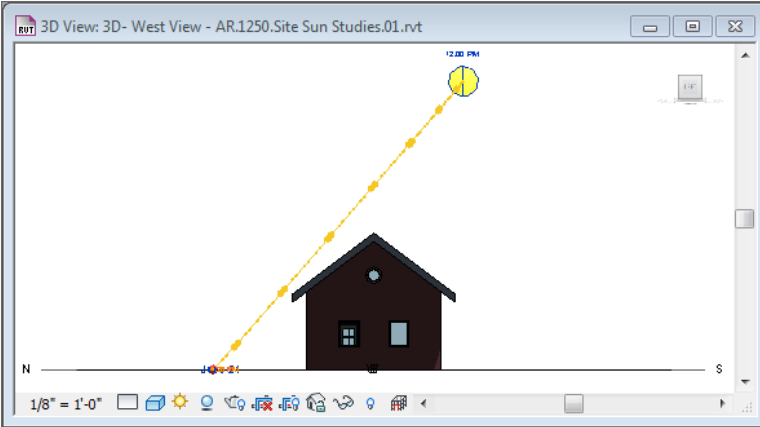 3D View: 3D- West View - AR.1250.Site Sun Studies.01.rvt
12:00 PM
N
S
1/8" = 1'-0"